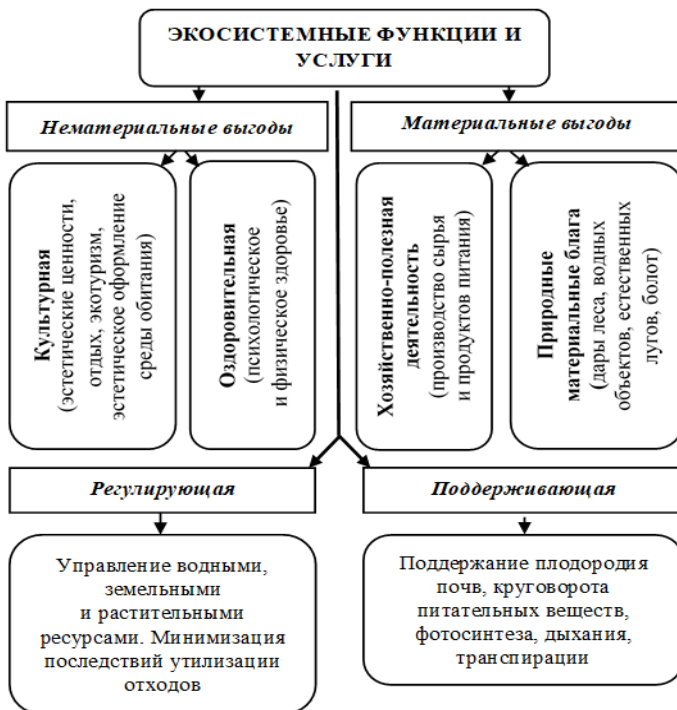 ЭКОСИСТЕМНЫЕ ФУНКЦИИ И
УСЛУГИ
Нематериальные выгоды
Материальные выгоды
Культурная
(эстетические ценности,
отдых, экотуризм,
эстетическое оформление
среды обитания)
Оздоровительная
(психологическое
и физическое здоровье)
Хозяйственно-полезная
деятельность
(производство сырья
и продуктов питания)
Природные
материальные блага
(дары леса, водных
объектов, естественных
лугов, болот)
Регулирующая
Поддерживающая
Управление водными,
земельными
и растительными
ресурсами. Минимизация
последствий утилизации
отходов
Поддержание плодородия
почв, круговорота
питательных веществ,
фотосинтеза, дыхания,
транспирации